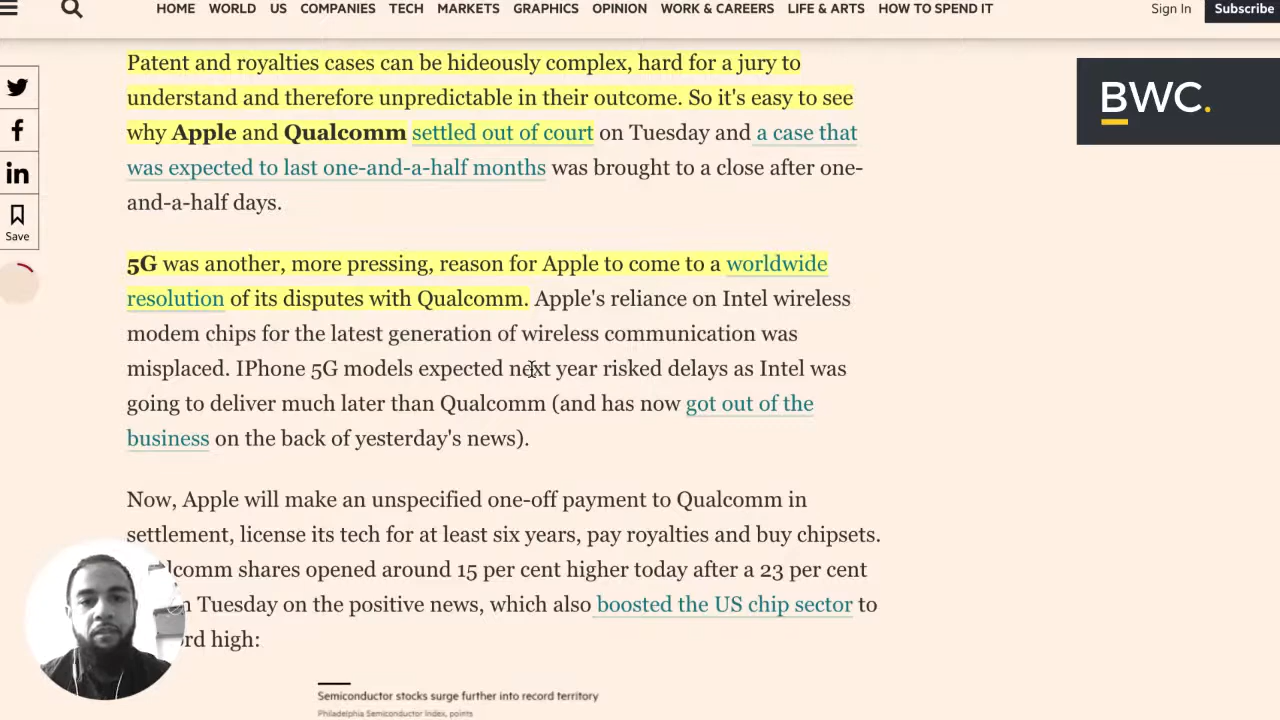 HOME WORLD US COMPANIES TECH MARKETS GRAPHICS OPINION WORK & CAREERS LIFE & ARTS HOW TO SPEND IT Sign In Subscribe
Patent and royalties cases can be hideously complex, hard for a jury to
understand and therefore unpredictable in their outcome. So it's easy to see
why Apple and Qualcomm settled out of court on Tuesday and a case that
was expected to last one-and-a-half months was brought to a close after one-
and-a-half days.
BWC.
Save
5G was another, more pressing, reason for Apple to come to a worldwide
resolution of its disputes with Qualcomm. Apple's reliance on Intel wireless
modem chips for the latest generation of wireless communication was
misplaced. IPhone 5G models expected next year risked delays as Intel was
going to deliver much later than Qualcomm (and has now got out of the
business on the back of yesterday's news).
Now, Apple will make an unspecified one-off payment to Qualcomm in
settlement, license its tech for at least six years, pay royalties and buy chipsets.
lcomm shares opened around 15 per cent higher today after a 23 per cent
Tuesday on the positive news, which also boosted the US chip sector to
rd high:
Semiconductor stocks surge further into record territory
Philadelphia Semiconductor Index, points